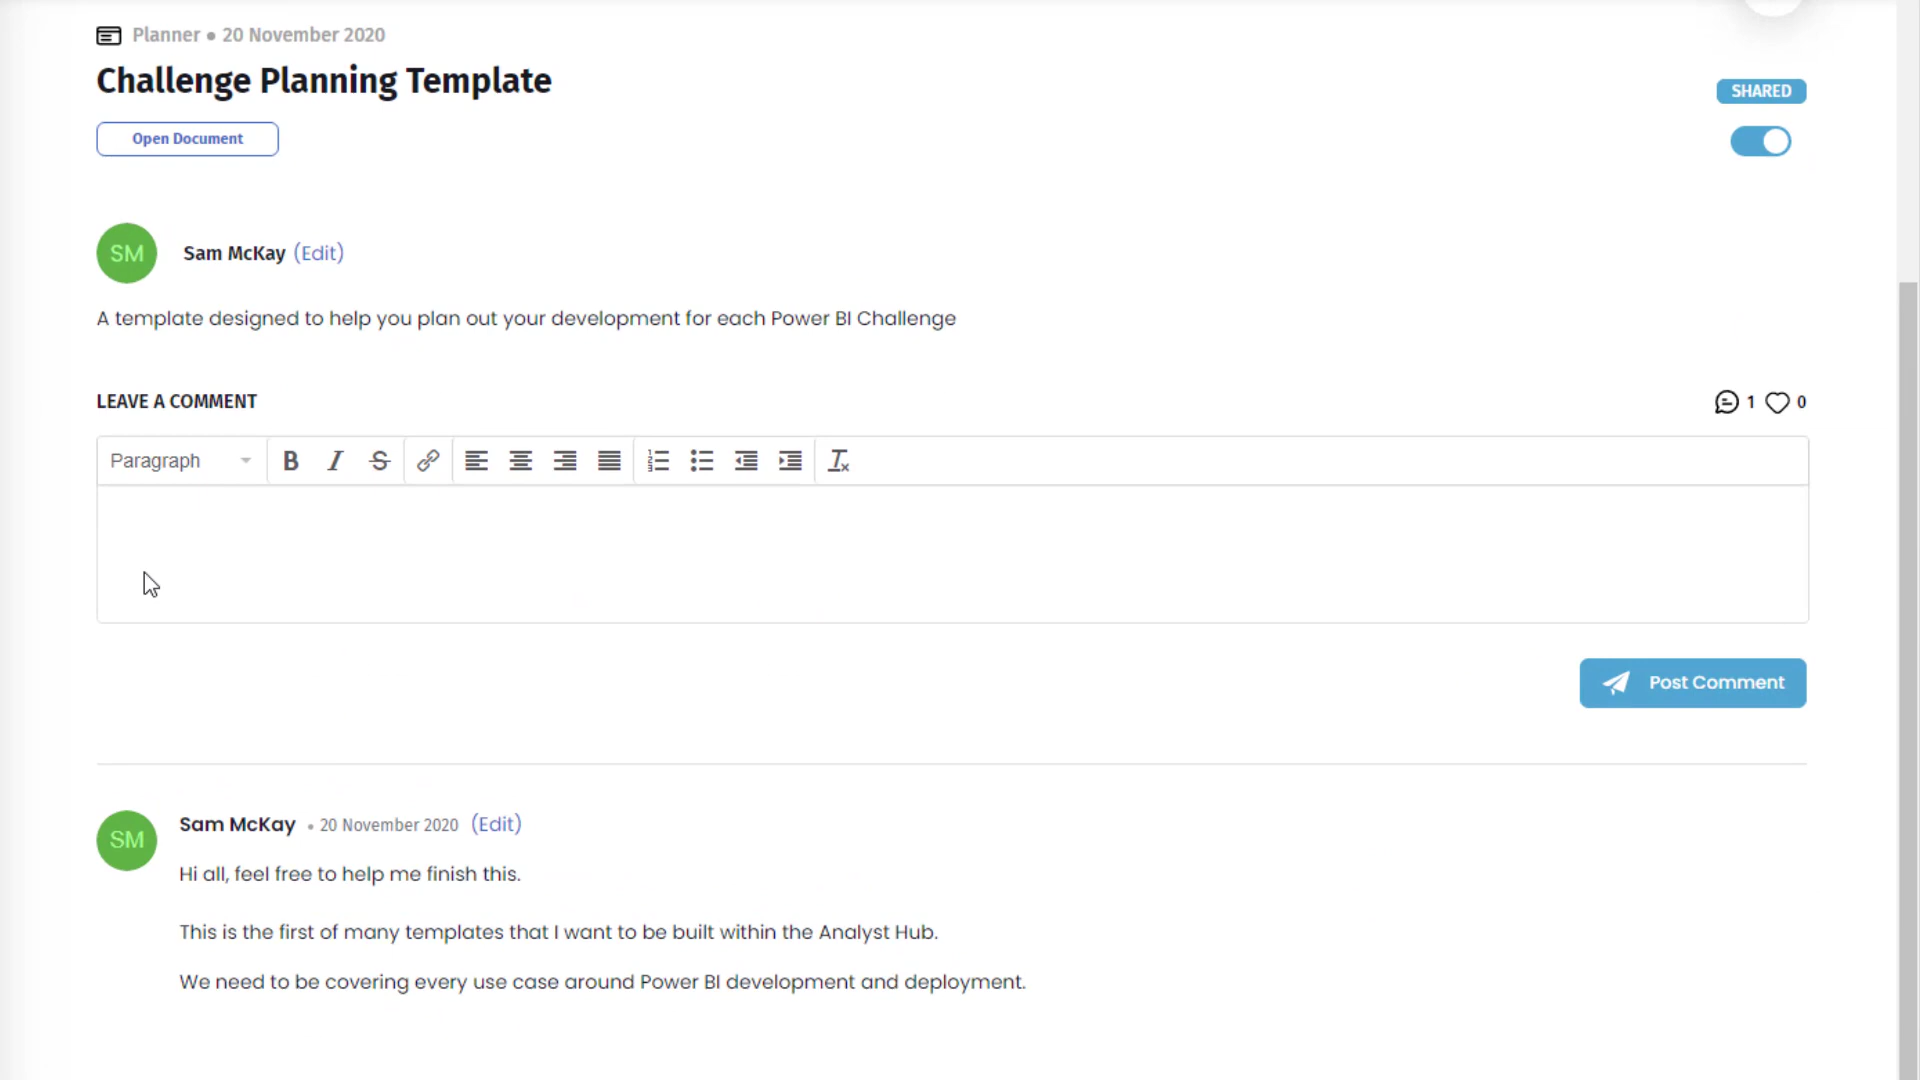 Planner • 20 November 2020
Challenge Planning Template
SHARED
Open Document
SM
Sam McKay (Edit)
A template designed to help you plan out your development for each Power BI Challenge
LEAVE A COMMENT
1 0
Paragraph
Post Comment
SM
Sam McKay • 20 November 2020 (Edit)
Hi all, feel free to help me finish this.
This is the first of many templates that I want to be built within the Analyst Hub.
We need to be covering every use case around Power BI development and deployment.